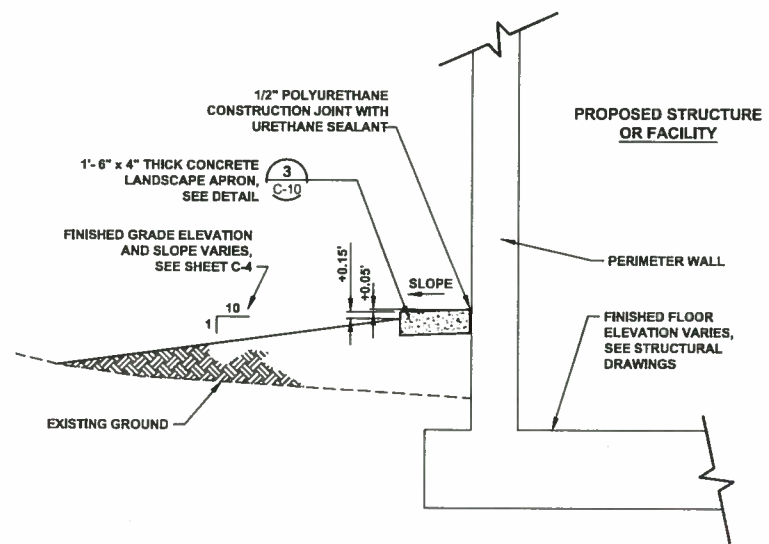 1/2" POLYURETHANE
CONSTRUCTION JOINT WITH
URETHANE SEALANT
PROPOSED STRUCTURE
OR FACILITY
1'- 6" x 4" THICK CONCRETE
LANDSCAPE APRON,
SEE DETAIL
3
C-10
FINISHED GRADE ELEVATION
AND SLOPE VARIES,
SEE SHEET C-4
10
1
+0.15'
+0.05'
SLOPE
PERIMETER WALL
FINISHED FLOOR
ELEVATION VARIES,
SEE STRUCTURAL
DRAWINGS
EXISTING GROUND